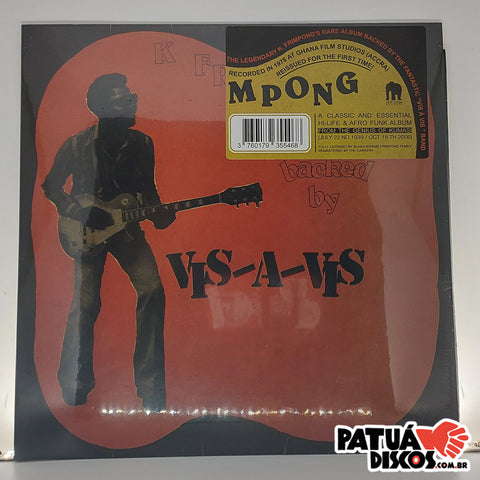 K FR
THE LEGENDARY K. FRIMPONG'S RARE ALBUM BACKED BY THE FANTASTIC "VIS A VIS" BAND
RECORDED IN 1978 AT GHANA FILM STUDIOS (ACCRA)
REISSUED FOR THE FIRST TIME!
MPONG
A CLASSIC AND ESSENTIAL
HI-LIFE & AFRO FUNK ALBUM
FROM THE GENIUS OF KUMASI
3 760179 355468
backed
by
VIS-A-VIS
PATUÁ
DISCOS.COM.BR